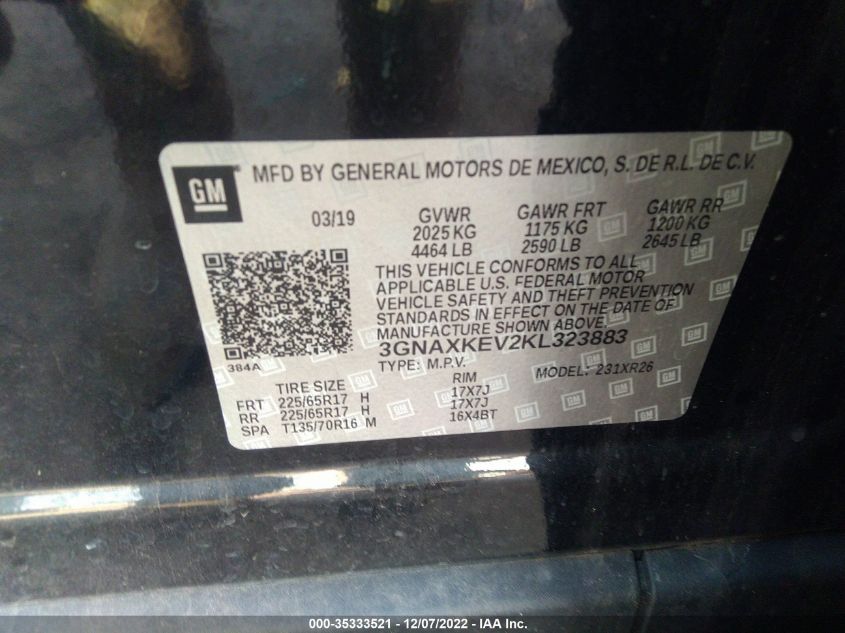 GM MFD BY GENERAL MOTORS DE MEXICO, S. DE R.L. DE C.V.
03/19 GVWR GAWR FRT GAWR RR
2025 KG 1175 KG 1200 KG
4464 LB 2590 LB 2645 LB
THIS VEHICLE CONFORMS TO ALL
APPLICABLE U.S. FEDERAL MOTOR
VEHICLE SAFETY AND THEFT PREVENTION
STANDARDS IN EFFECT ON THE DATE OF
MANUFACTURE SHOWN ABOVE.
384A 3GNAXKEV2KL323883
TYPE: M.P.V. MODEL: 231XR26
TIRE SIZE RIM
FRT 225/65R17 H 17X7J
RR 225/65R17 H 17X7J
SPA T135/70R16 M 16X4BT
000-35333521 - 12/07/2022 - IAA Inc.